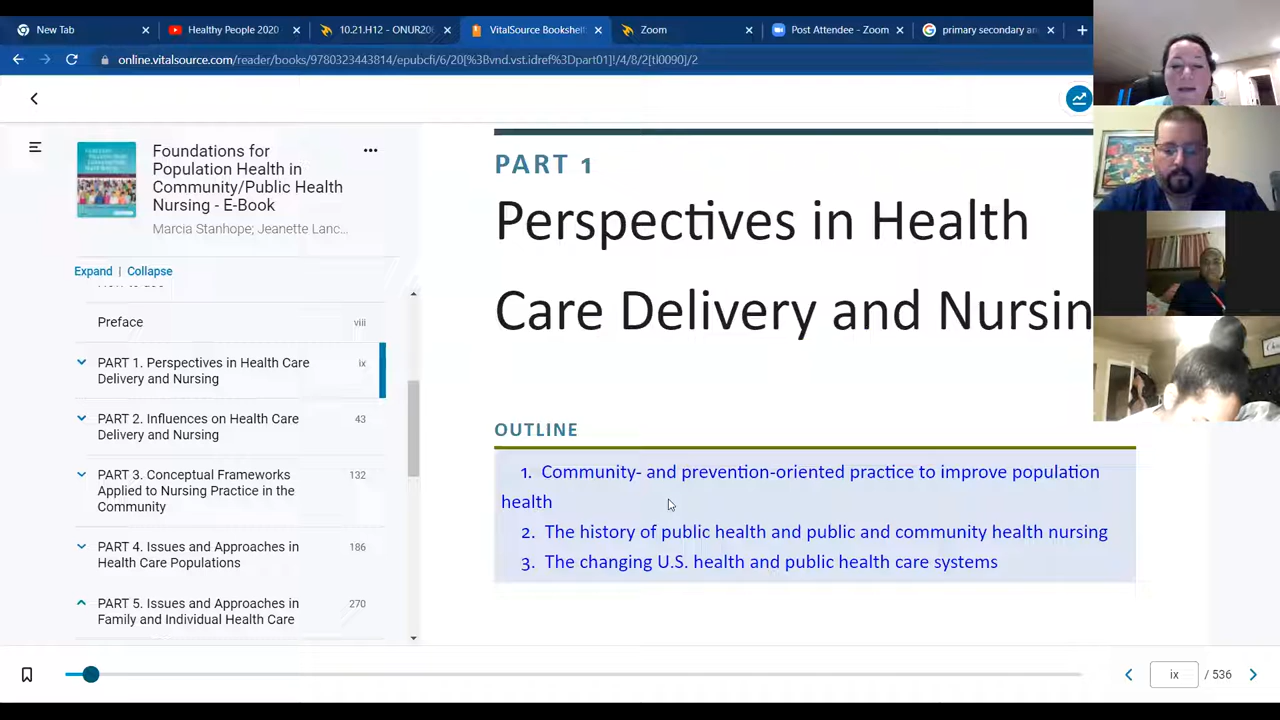 New Tab
Healthy People 2020
10.21.H12 - ONUR20
VitalSource Bookshelf
Zoom
Post Attendee - Zoom
primary secondary an
online.vitalsource.com/reader/books/9780323443814/epubcfi/6/20[%3Bvnd.vst.idref%3Dpart01]!/4/8/2[tl0090]/2
Foundations for
Population Health in
Community/Public Health
Nursing - E-Book
Marcia Stanhope; Jeanette Lanc...
Expand | Collapse
Preface viii
PART 1. Perspectives in Health Care ix
Delivery and Nursing
PART 2. Influences on Health Care 43
Delivery and Nursing
PART 3. Conceptual Frameworks 132
Applied to Nursing Practice in the
Community
PART 4. Issues and Approaches in 186
Health Care Populations
PART 5. Issues and Approaches in 270
Family and Individual Health Care
PART 1
Perspectives in Health
Care Delivery and Nursin
OUTLINE
1. Community- and prevention-oriented practice to improve population
health
2. The history of public health and public and community health nursing
3. The changing U.S. health and public health care systems
ix / 536